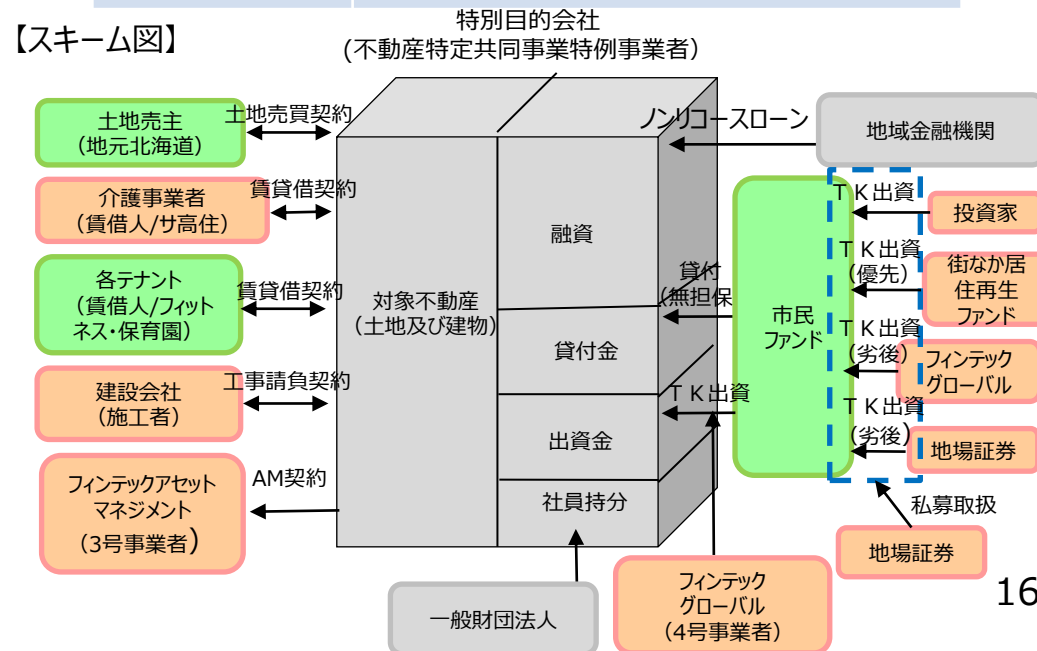 【スキーム図】
特別目的会社
(不動産特定共同事業特例事業者）
土地売主
（地元北海道）
土地売買契約
介護事業者
（賃借人/サ高住）
賃貸借契約
各テナント
（賃借人/フィット
ネス・保育園）
賃貸借契約
建設会社
（施工者）
工事請負契約
フィンテックアセット
マネジメント
（3号事業者）
AM契約
対象不動産
（土地及び建物）
融資
貸付金
出資金
社員持分
ノンリコースローン
地域金融機関
貸付
(無担保
ＴＫ出資
市民
ファンド
ＴＫ出資
投資家
ＴＫ出資
(優先）
街なか居
住再生
ファンド
ＴＫ出資
(劣後）
フィンテック
グローバル
ＴＫ出資
(劣後）
地場証券
私募取扱
地場証券
一般財団法人
フィンテック
グローバル
（4号事業者）
16